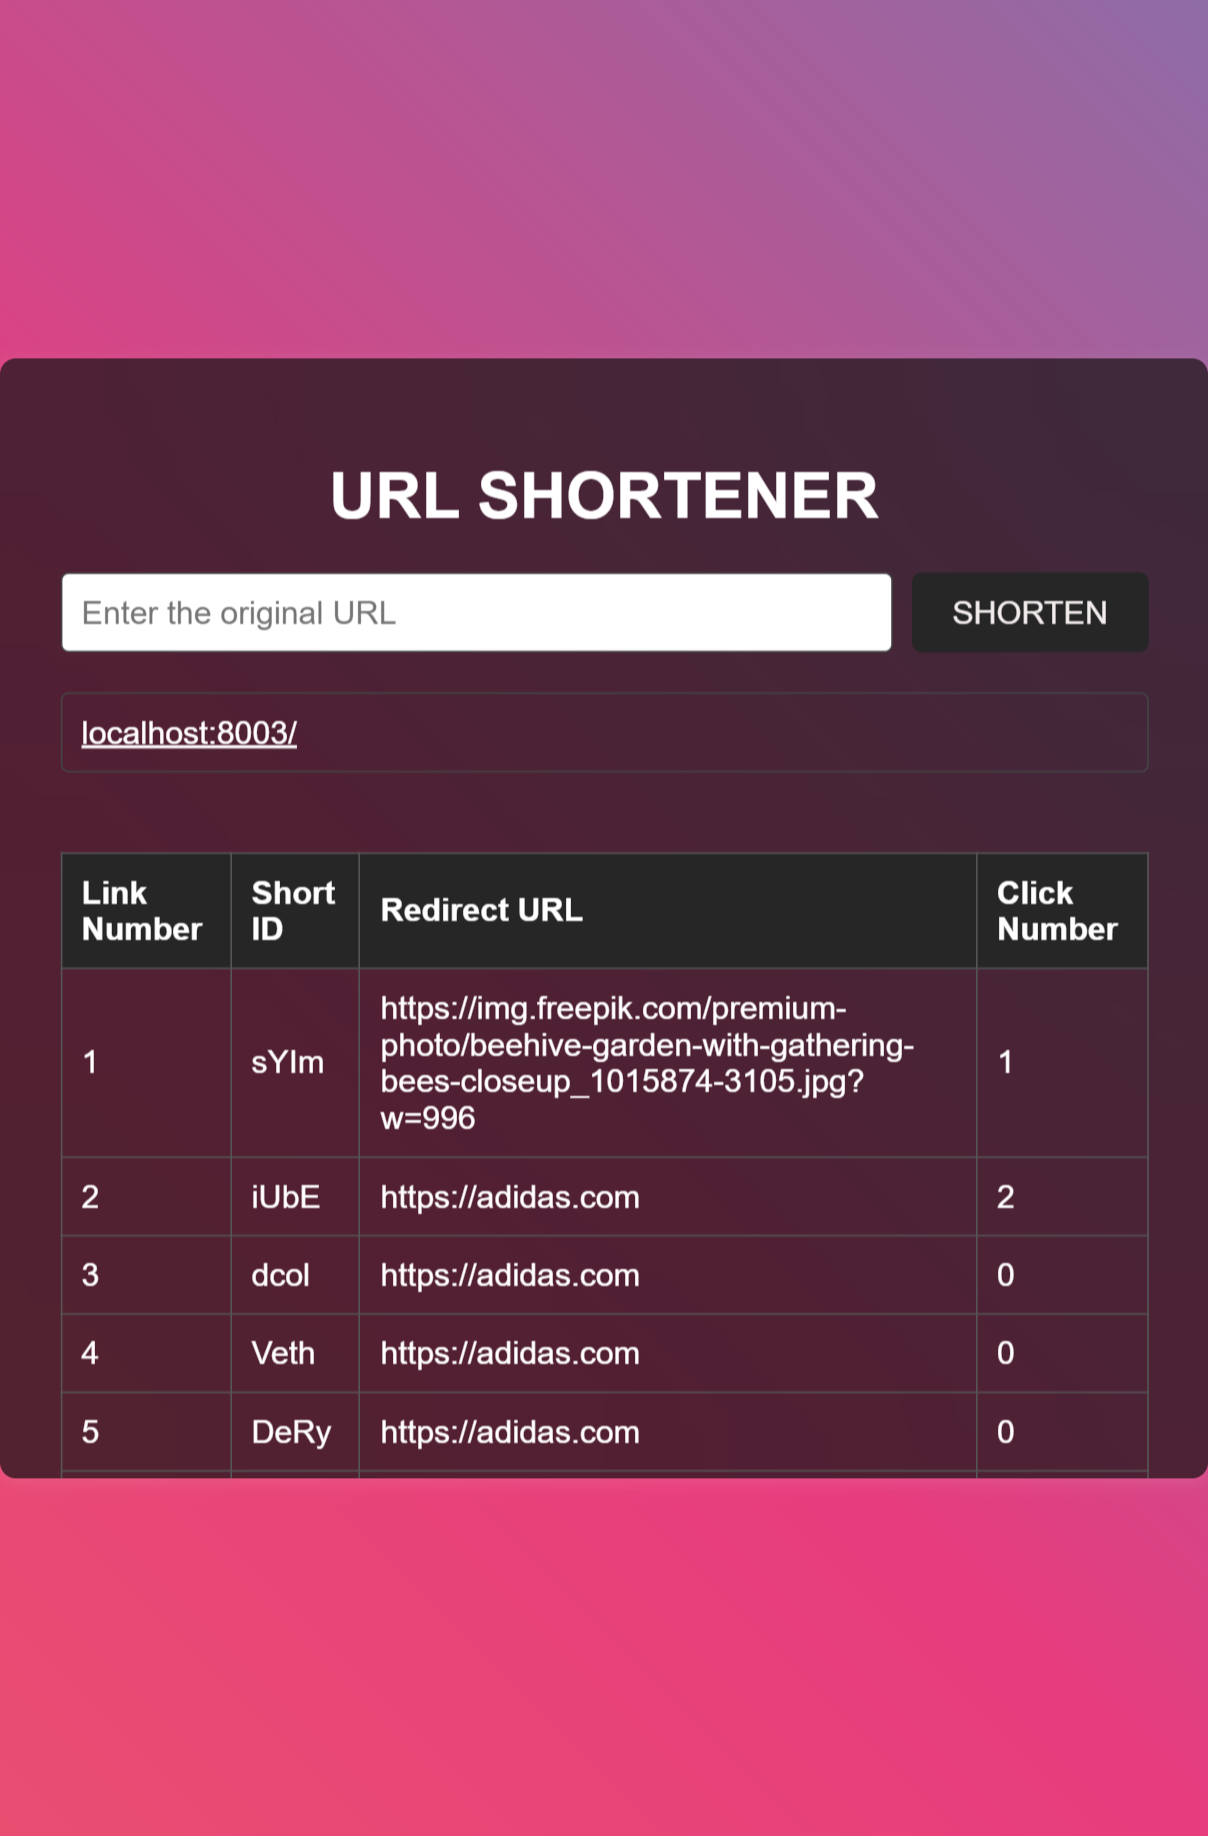 URL SHORTENER
Enter the original URL
SHORTEN
localhost:8003/
Link Number Short ID Redirect URL Click Number
1 sYIm https://img.freepik.com/premium-
photo/beehive-garden-with-gathering-
bees-closeup_1015874-3105.jpg?
w=996 1
2 iUbE https://adidas.com 2
3 dcol https://adidas.com 0
4 Veth https://adidas.com 0
5 DeRy https://adidas.com 0